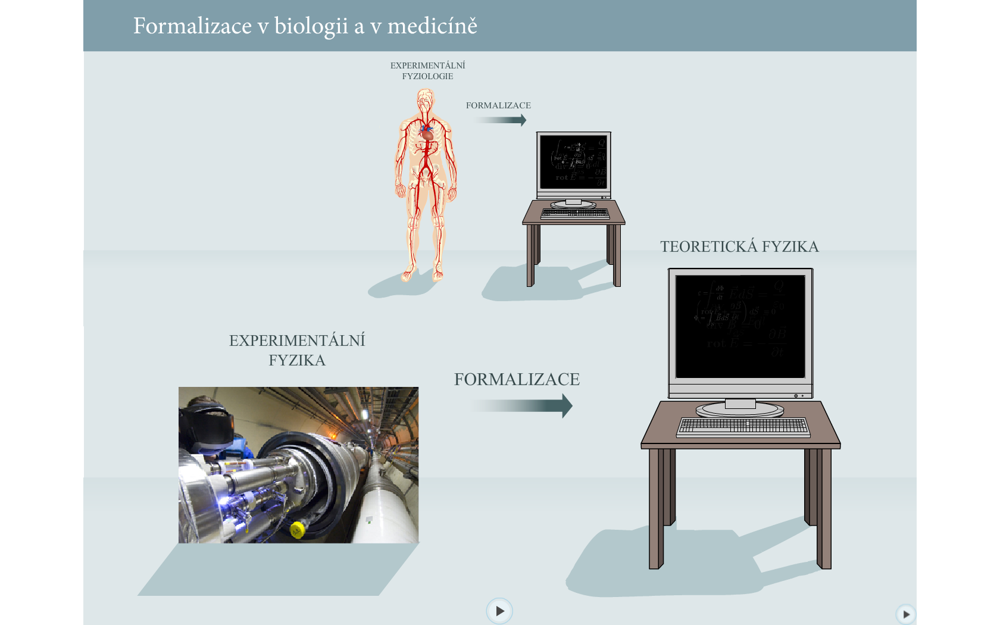 Formalizace v biologii a v medicíně
EXPERIMENTÁLNÍ
FYZIOLOGIE
FORMALIZACE
TEORETICKÁ FYZIKA
EXPERIMENTÁLNÍ
FYZIKA
FORMALIZACE